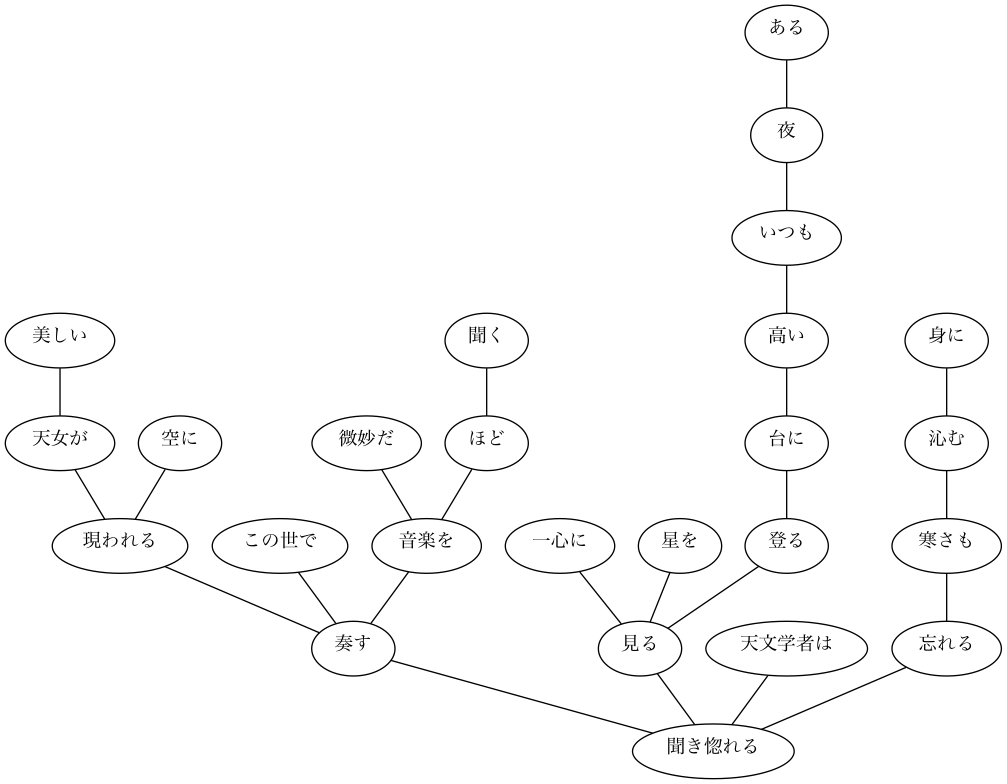 ある
夜
いつも
美しい
聞く
高い
身に
天女が
空に
微妙だ
ほど
台に
沁む
現われる
この世で
音楽を
一心に
星を
登る
寒さも
奏す
見る
天文学者は
忘れる
聞き惚れる